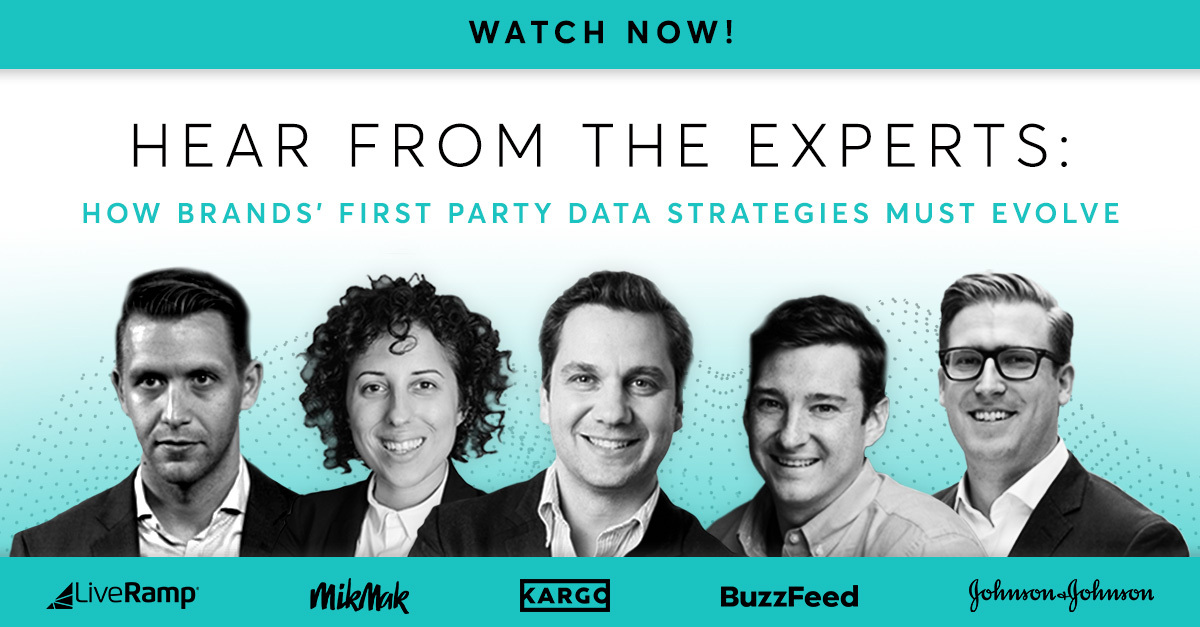 WATCH NOW!
HEAR FROM THE EXPERTS:
HOW BRANDS' FIRST PARTY DATA STRATEGIES MUST EVOLVE
LiveRamp
MikMak
KARGO
BuzzFeed
Johnson&Johnson